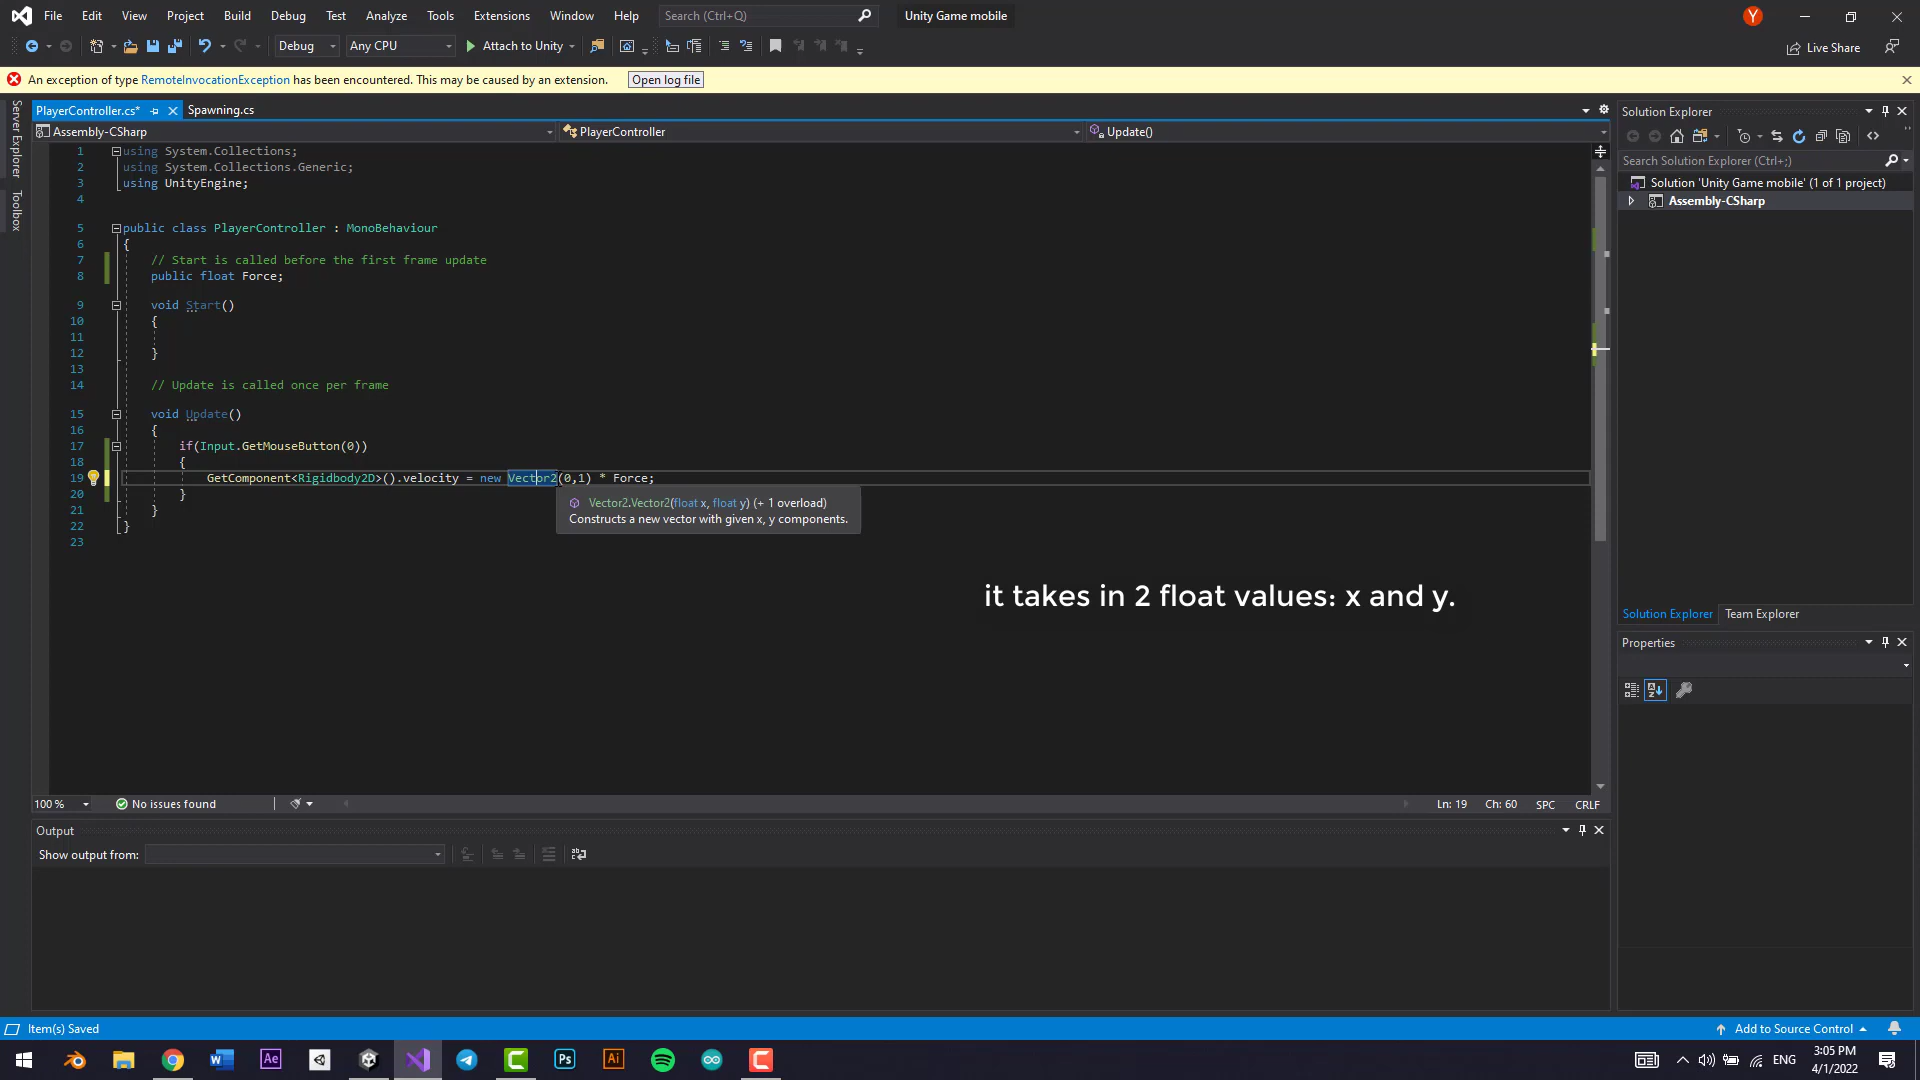 File Edit View Project Build Debug Test Analyze Tools Extensions Window Help Search (Ctrl+Q) Unity Game mobile Y
Debug Any CPU Attach to Unity Live Share
An exception of type RemoteInvocationException has been encountered. This may be caused by an extension. Open log file
Server Explorer
Toolbox
PlayerController.cs* Spawning.cs
Assembly-CSharp PlayerController Update()
1 using System.Collections;
2 using System.Collections.Generic;
3 using UnityEngine;
4
5 public class PlayerController : MonoBehaviour
6 {
7 // Start is called before the first frame update
8 public float Force;
9 void Start()
10 {
11
12 }
13
14 // Update is called once per frame
15 void Update()
16 {
17 if(Input.GetMouseButton(0))
18 {
19 GetComponent<Rigidbody2D>().velocity = new Vector2(0,1) * Force;
20 }
21 }
22 }
23
Vector2.Vector2(float x, float y) (+ 1 overload)
Constructs a new vector with given x, y components.
it takes in 2 float values: x and y.
100 % No issues found Ln: 19 Ch: 60 SPC CRLF
Output
Show output from:
Solution Explorer
Search Solution Explorer (Ctrl+;)
Solution 'Unity Game mobile' (1 of 1 project)
Assembly-CSharp
Solution Explorer Team Explorer
Properties
Item(s) Saved Add to Source Control
W Ae Ps Ai ENG 3:05 PM
4/1/2022